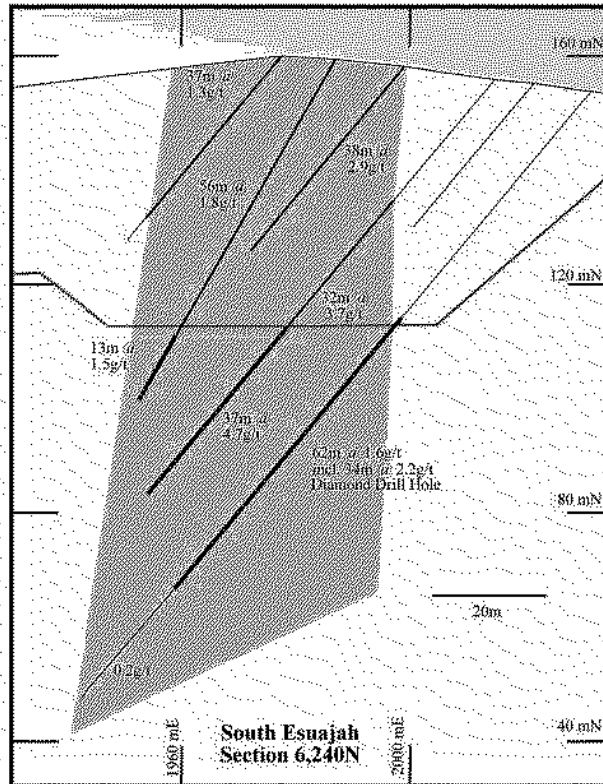 160 mN
37m @
1.3g/t
38m @
2.9g/t
56m @
1.8g/t
120 mN
32m @
3.7g/t
13m @
1.5g/t
37m @
4.7g/t
62m @ 1.6g/t
incl. 34m @ 2.2g/t
Diamond Drill Hole
80 mN
20m
0.2g/t
1960 mE
South Esuajah
Section 6,240N
2000 mE
40 mN